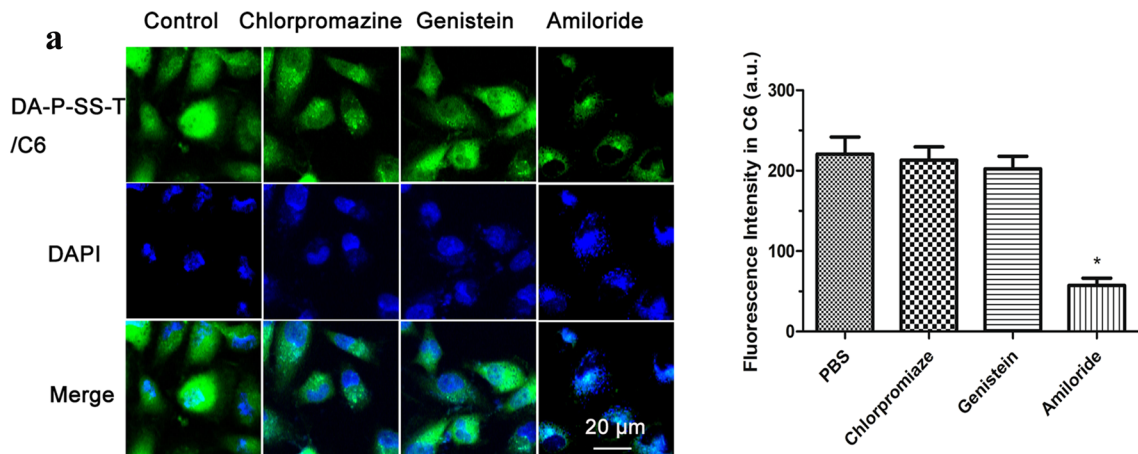 a
Control Chlorpromazine Genistein Amiloride
DA-P-SS-T
/C6
DAPI
Merge
20 μm
Fluorescence Intensity in C6 (a.u.)
300
200
100
0
*
PBS
Chlorpromiaze
Genistein
Amiloride